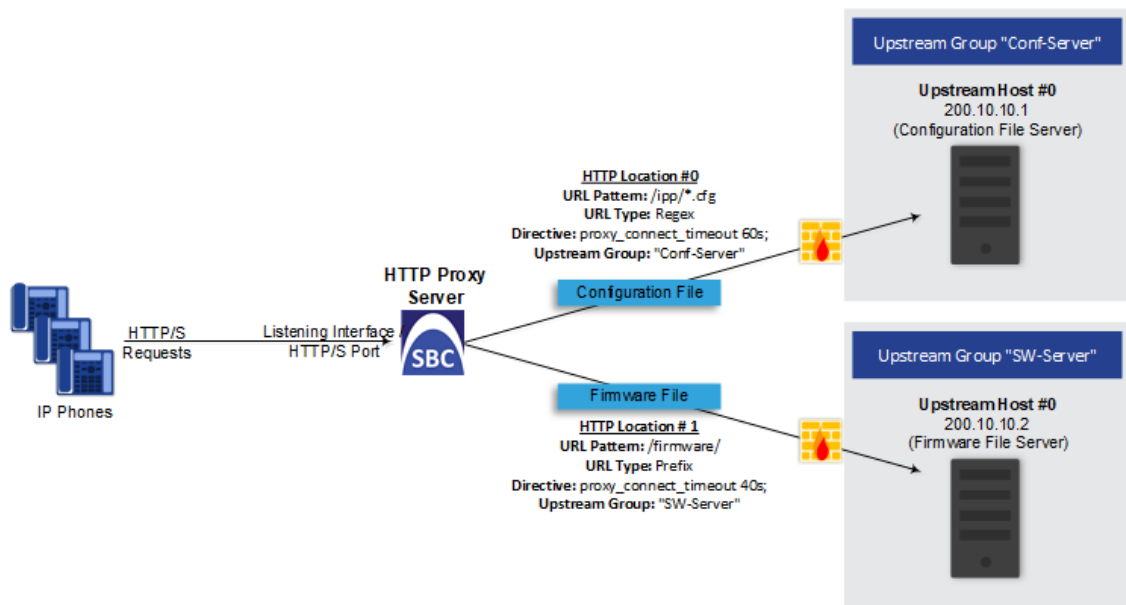 Upstream Group "Conf-Server"
Upstream Host #0
200.10.10.1
(Configuration File Server)
HTTP Location #0
URL Pattern: /ipp/*.cfg
URL Type: Regex
Directive: proxy_connect_timeout 60s;
Upstream Group: "Conf-Server"
Configuration File
HTTP Proxy
Server
SBC
HTTP/S
Requests
Listening Interface /
HTTP/S Port
IP Phones
Firmware File
HTTP Location # 1
URL Pattern: /firmware/
URL Type: Prefix
Directive: proxy_connect_timeout 40s;
Upstream Group: "SW-Server"
Upstream Group "SW-Server"
Upstream Host #0
200.10.10.2
(Firmware File Server)